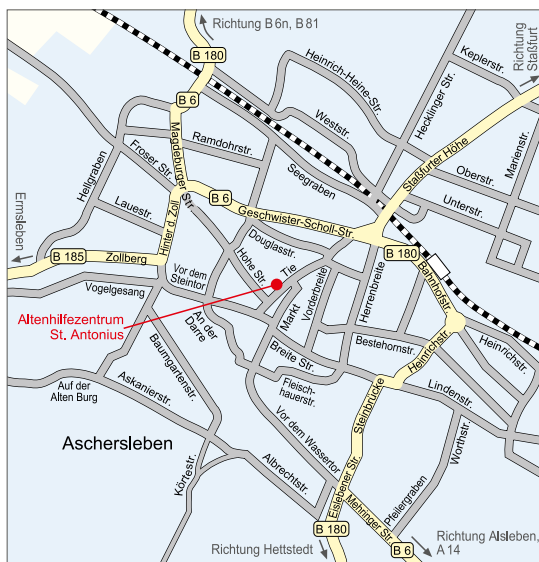 Richtung B 6n, B 81
B 180
Keplerstr.
Richtung
Staßfurt
Heinrich-Heine-Str.
Hecklinger Str.
B 6
Weststr.
Marienstr.
Magdeburger Str
Ramdohrstr.
Staßfurter Höhe
Froser Str.
Seegraben
Oberstr.
Hellgraben
B 6
Unterstr.
Lauestr.
Geschwister-Scholl-Str.
Ermsleben
Hinter d. Zoll
Douglasstr.
B 180
B 185
Zollberg
Hohe Str.
Tie
Vorderbreite
Herrenbreite
Bahnhofstr.
Vor dem
Steintor
Vogelgesang
Altenhilfezentrum
St. Antonius
An der
Darre
Markt
Bestehornstr.
Heinrichstr.
Heinrichstr.
Baumgartenstr.
Breite Str.
Auf der
Alten Burg
Askanierstr.
Fleisch-
hauerstr.
Steinbrücke
Lindenstr.
Aschersleben
Vor dem Wassertor
Worthstr.
Körtestr.
Albrechtstr.
Eislebener Str.
Mehringer Str.
Pfeilergraben
B 180
Richtung Hettstedt
B 6
Richtung Alsleben,
A 14